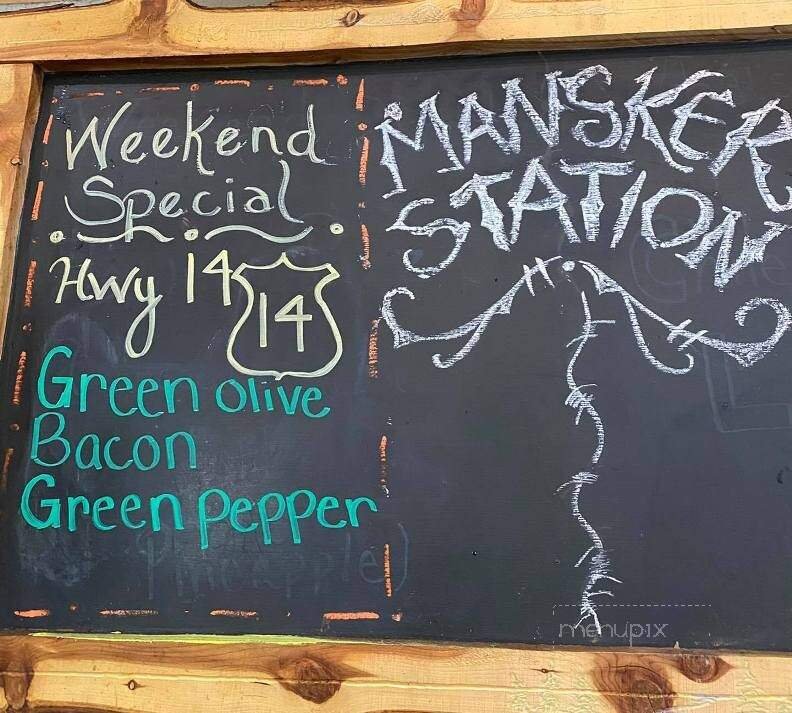 Weekend
Special
Hwy 14
14
Green olive
Bacon
Green pepper
MANSKER
STATION
menupix